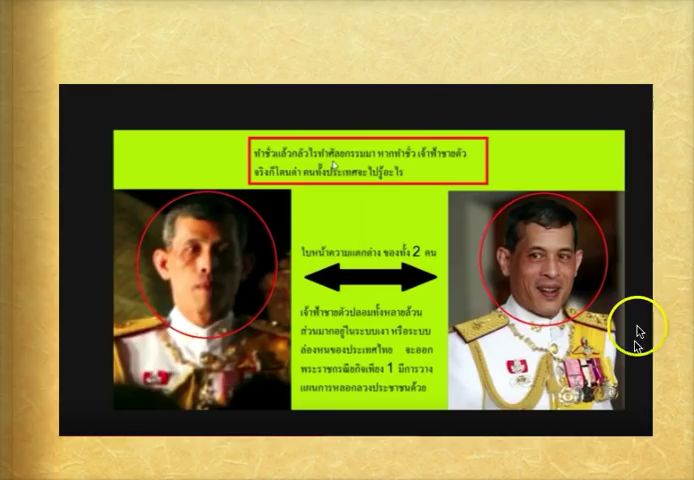 ทำชั่วแล้วกลัวไรทำศัลยกรรมมา หากทำชั่ว เจ้าฟ้าชายตัว
จริงก็โดนด่า คนทั้งประเทศจะไปรู้อะไร
ใบหน้าความแตกต่าง ของทั้ง 2 คน
เจ้าฟ้าชายตัวปลอมทั้งหลายล้วน
ส่วนมากอยู่ในระบบเงา หรือระบบ
ล่องหนของประเทศไทย จะออก
พระราชกรณียกิจเพียง 1 มีการวาง
แผนการหลอกลวงประชาชนด้วย